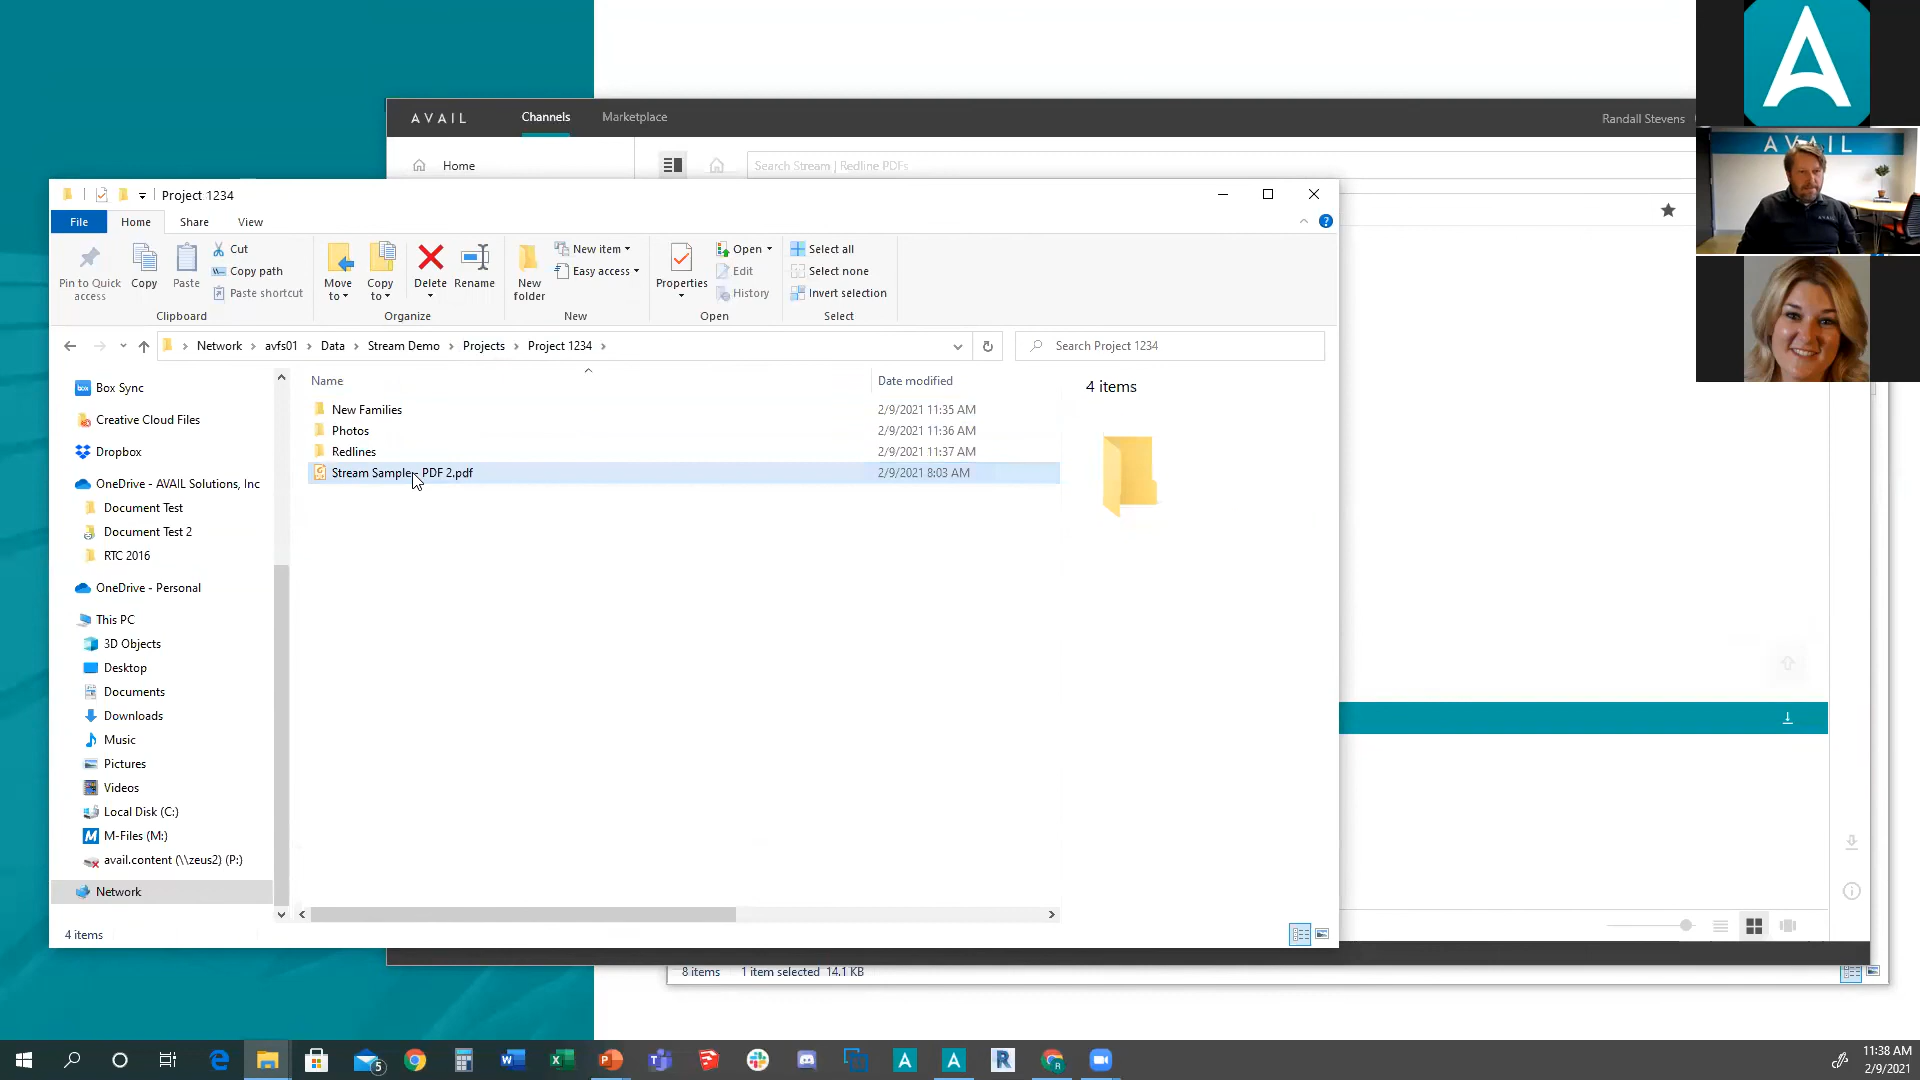 AVAIL
Channels
Marketplace
Randall Stevens
Home
Search Stream | Redline PDFs
AVAIL
Project 1234
File
Home
Share
View
Pin to Quick access
Copy
Paste
Cut
Copy path
Paste shortcut
Clipboard
Move to
Copy to
Delete
Rename
Organize
New folder
New item
Easy access
New
Properties
Open
Edit
History
Open
Select all
Select none
Invert selection
Select
Network > avfs01 > Data > Stream Demo > Projects > Project 1234 >
Search Project 1234
Box Sync
Creative Cloud Files
Dropbox
OneDrive - AVAIL Solutions, Inc
Document Test
Document Test 2
RTC 2016
OneDrive - Personal
This PC
3D Objects
Desktop
Documents
Downloads
Music
Pictures
Videos
Local Disk (C:)
M-Files (M:)
avail.content (\\zeus2) (P:)
Network
Name
Date modified
New Families 2/9/2021 11:35 AM
Photos 2/9/2021 11:36 AM
Redlines 2/9/2021 11:37 AM
Stream Sample - PDF 2.pdf 2/9/2021 8:03 AM
4 items
4 items
8 items 1 item selected 14.1 KB
5
11:38 AM
2/9/2021